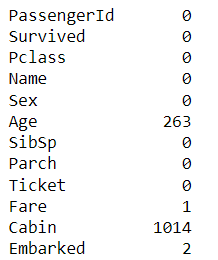 PassengerId 0
Survived 0
Pclass 0
Name 0
Sex 0
Age 263
SibSp 0
Parch 0
Ticket 0
Fare 1
Cabin 1014
Embarked 2